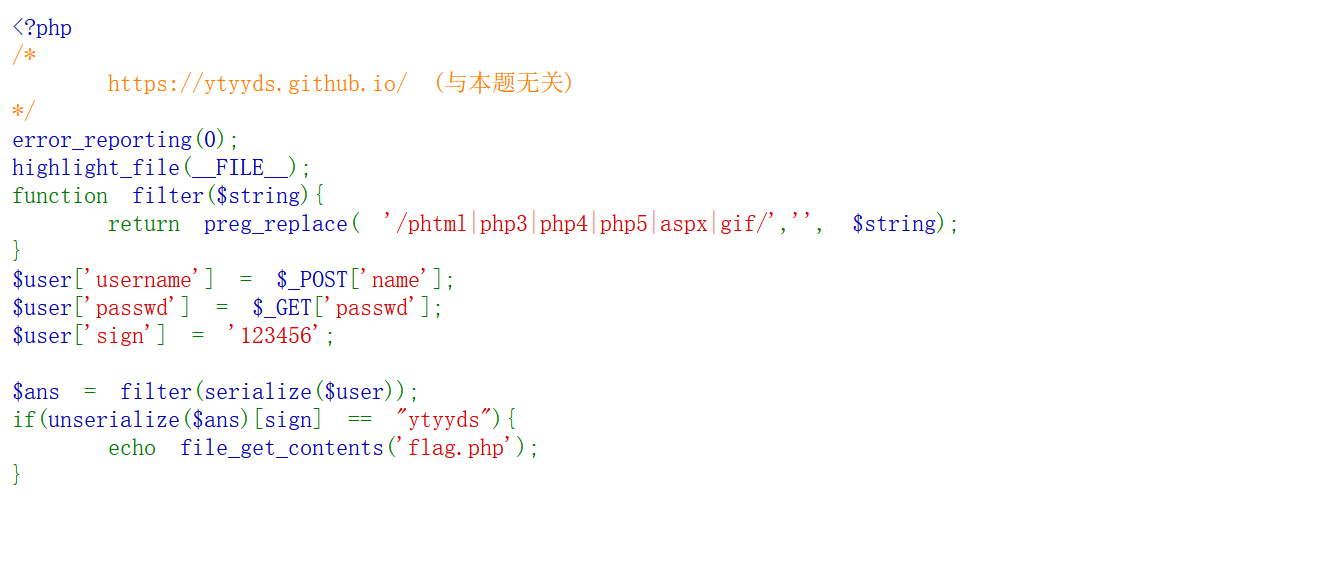 <?php
/*
        https://ytyyds.github.io/  (与本题无关)
*/
error_reporting(0);
highlight_file(__FILE__);
function  filter($string){
        return  preg_replace(  '/phtml|php3|php4|php5|aspx|gif/','',  $string);
}
$user['username']  =  $_POST['name'];
$user['passwd']  =  $_GET['passwd'];
$user['sign']  =  '123456';

$ans  =  filter(serialize($user));
if(unserialize($ans)[sign]  ==  "ytyyds"){
        echo  file_get_contents('flag.php');
}